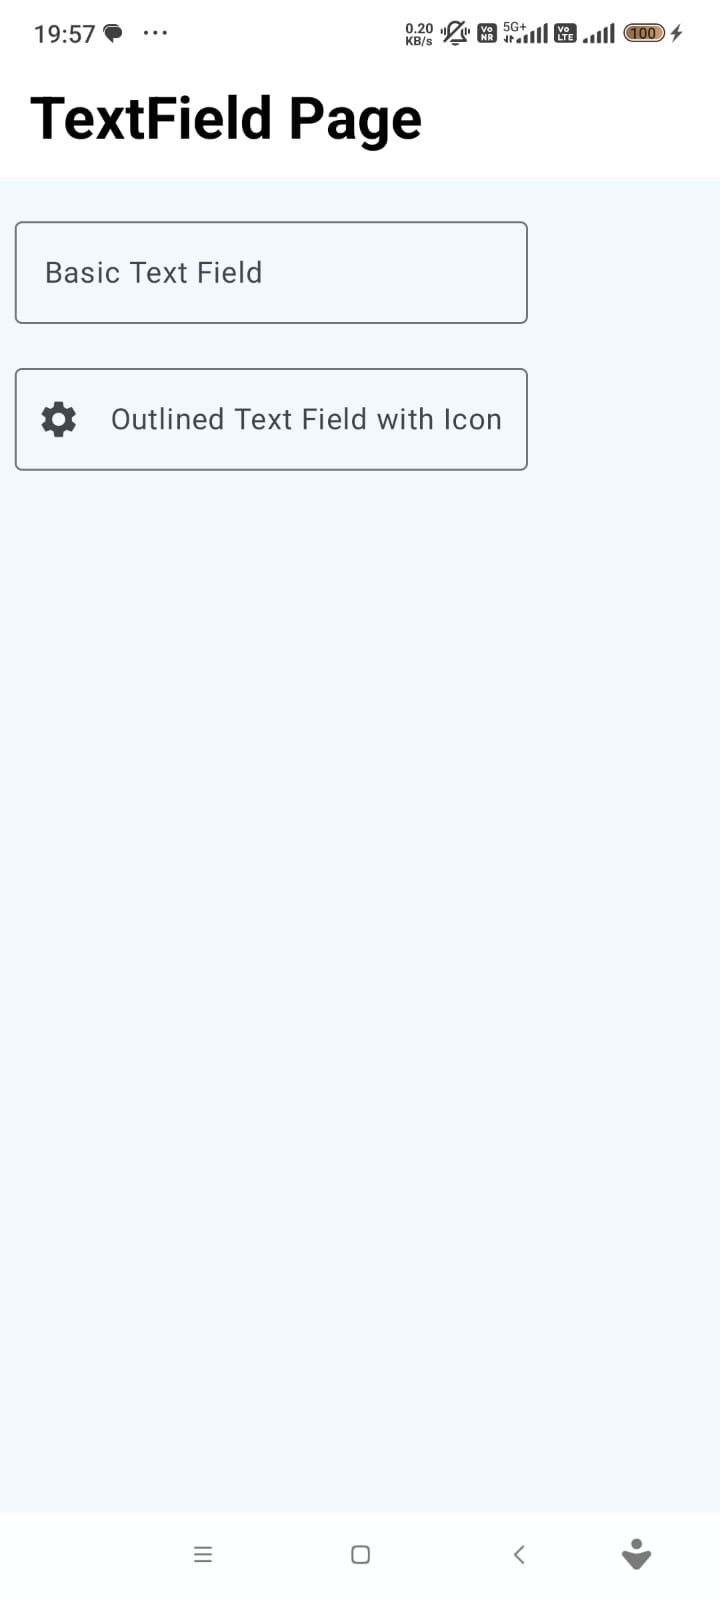 19:57
0.20 KB/s
Vo NR
5G+
Vo LTE
100
TextField Page
Basic Text Field
Outlined Text Field with Icon